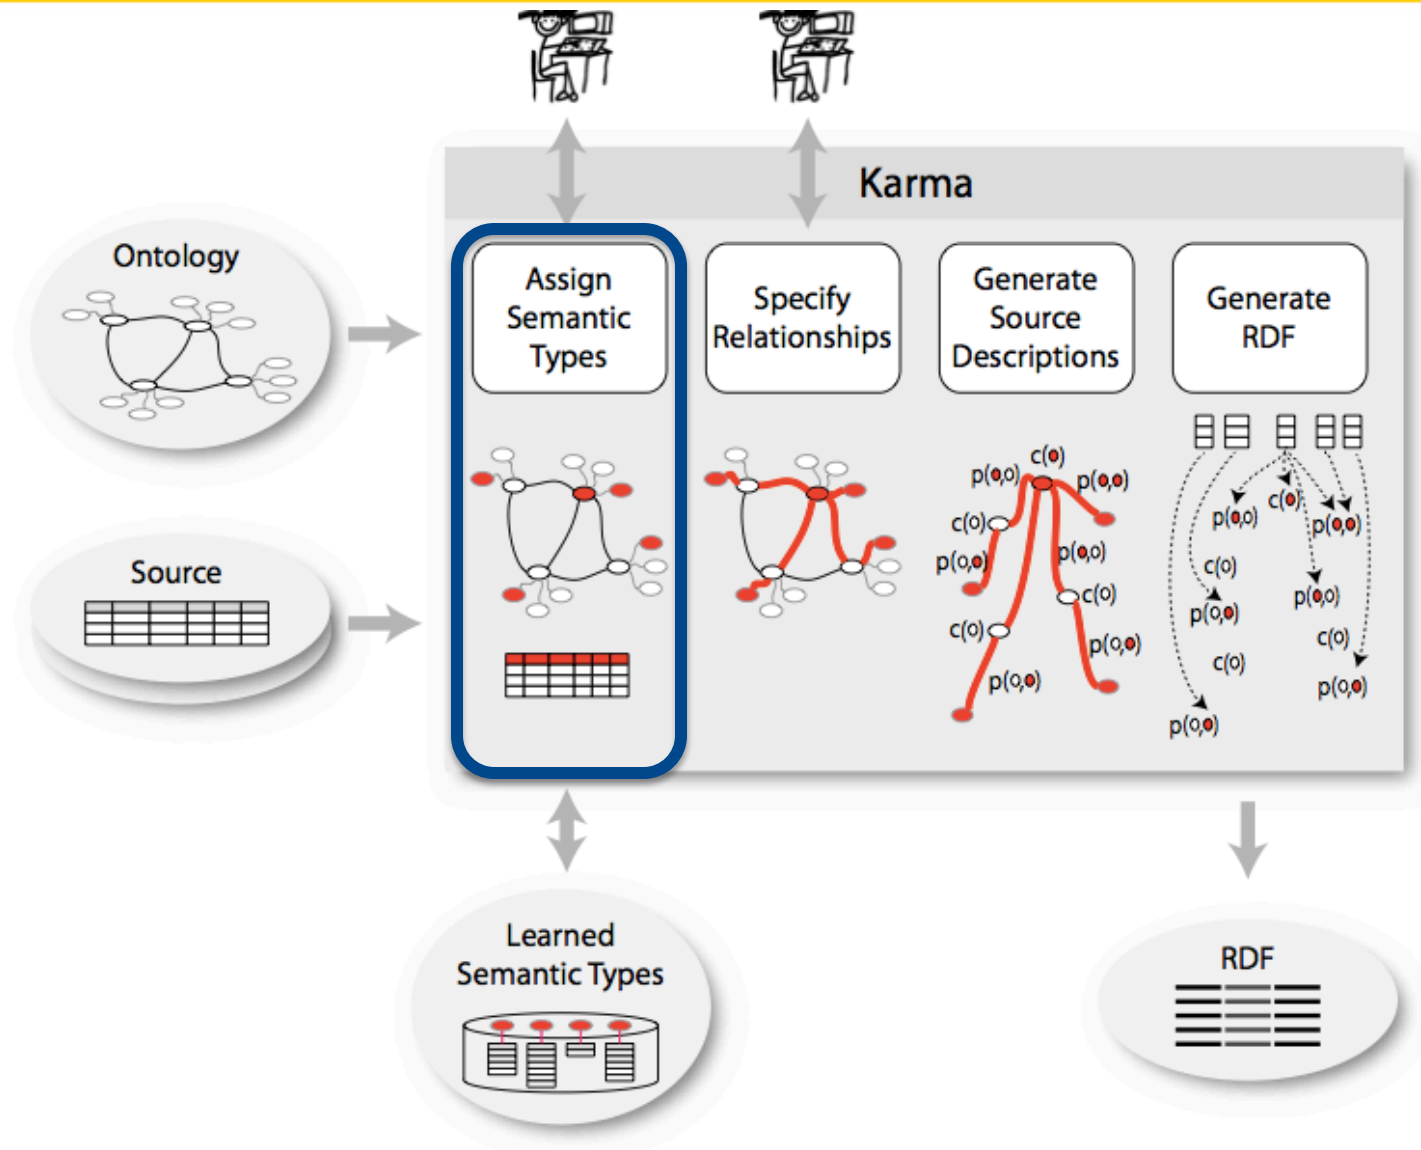 Karma
Ontology
Source
Assign
Semantic
Types
Specify
Relationships
Generate
Source
Descriptions
Generate
RDF
c(o)
p(o,o)
p(o,o)
c(o)
p(o,o)
p(o,o)
c(o)
c(o)
p(o,o)
p(o,o)
c(o)
p(o,o)
p(o,o)
c(o)
p(o,o)
p(o,o)
c(o)
c(o)
p(o,o)
p(o,o)
Learned
Semantic Types
RDF